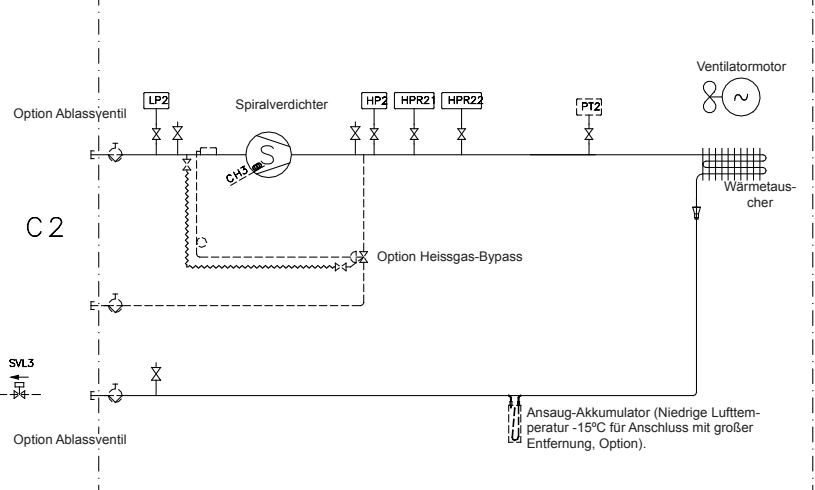 Ventilatormotor
LP2
Spiralverdichter
HP2
HPR21
HPR22
PT2
Option Ablassventil
CH3
Wärmetaus-
cher
C2
Option Heissgas-Bypass
SVL3
Ansaug-Akkumulator (Niedrige Lufttem-
peratur -15ºC für Anschluss mit großer
Entfernung, Option).
Option Ablassventil